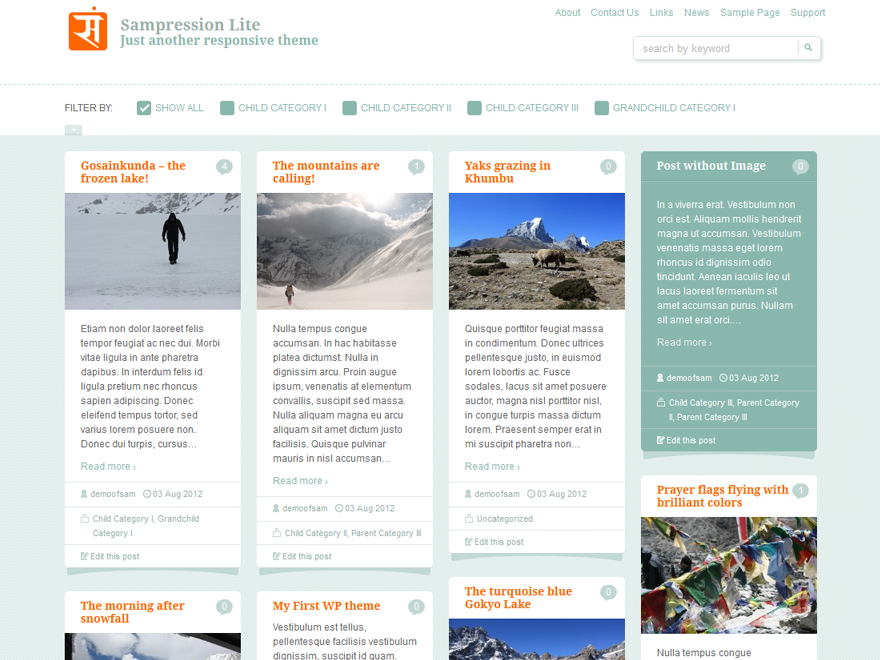 स
Sampression Lite
Just another responsive theme
About Contact Us Links News Sample Page Support
search by keyword
FILTER BY: SHOW ALL CHILD CATEGORY I CHILD CATEGORY II CHILD CATEGORY III GRANDCHILD CATEGORY I
Gosainkunda – the
frozen lake!
4
Etiam non dolor laoreet felis
tempor feugiat ac nec dui. Morbi
vitae ligula in ante pharetra
dapibus. In interdum felis id
ligula pretium nec rhoncus
sapien adipiscing. Donec
eleifend tempus tortor, sed
varius lorem posuere non.
Donec dui turpis, cursus…
Read more ›
demoofsam 03 Aug 2012
Child Category I, Grandchild
Category I
Edit this post
The mountains are
calling!
1
Nulla tempus congue
accumsan. In hac habitasse
platea dictumst. Nulla in
dignissim arcu. Proin augue
ipsum, venenatis at elementum
convallis, suscipit sed massa.
Nulla aliquam magna eu arcu
aliquam sit amet dictum justo
facilisis. Quisque pulvinar
mauris in nisl accumsan…
Read more ›
demoofsam 03 Aug 2012
Child Category II, Parent Category III
Edit this post
Yaks grazing in
Khumbu
0
Quisque porttitor feugiat massa
in condimentum. Donec ultrices
pellentesque justo, in euismod
lorem lobortis ac. Fusce
sodales, lacus sit amet posuere
auctor, magna nisl porttitor nisl,
in congue turpis massa dictum
lorem. Praesent semper erat in
mi suscipit pharetra non…
Read more ›
demoofsam 03 Aug 2012
Uncategorized
Edit this post
Post without Image
0
In a viverra erat. Vestibulum non
orci est. Aliquam mollis hendrerit
magna ut accumsan. Vestibulum
venenatis massa eget lorem
rhoncus id dignissim odio
tincidunt. Aenean iaculis leo ut
lacus laoreet fermentum sit
amet accumsan purus. Nullam
sit amet erat orci.…
Read more ›
demoofsam 03 Aug 2012
Child Category III, Parent Category
II, Parent Category III
Edit this post
The morning after
snowfall
0
My First WP theme
0
Vestibulum est tellus,
pellentesque facilisis vestibulum
dignissim, suscipit id quam.
The turquoise blue
Gokyo Lake
0
Prayer flags flying with
brilliant colors
1
Nulla tempus congue